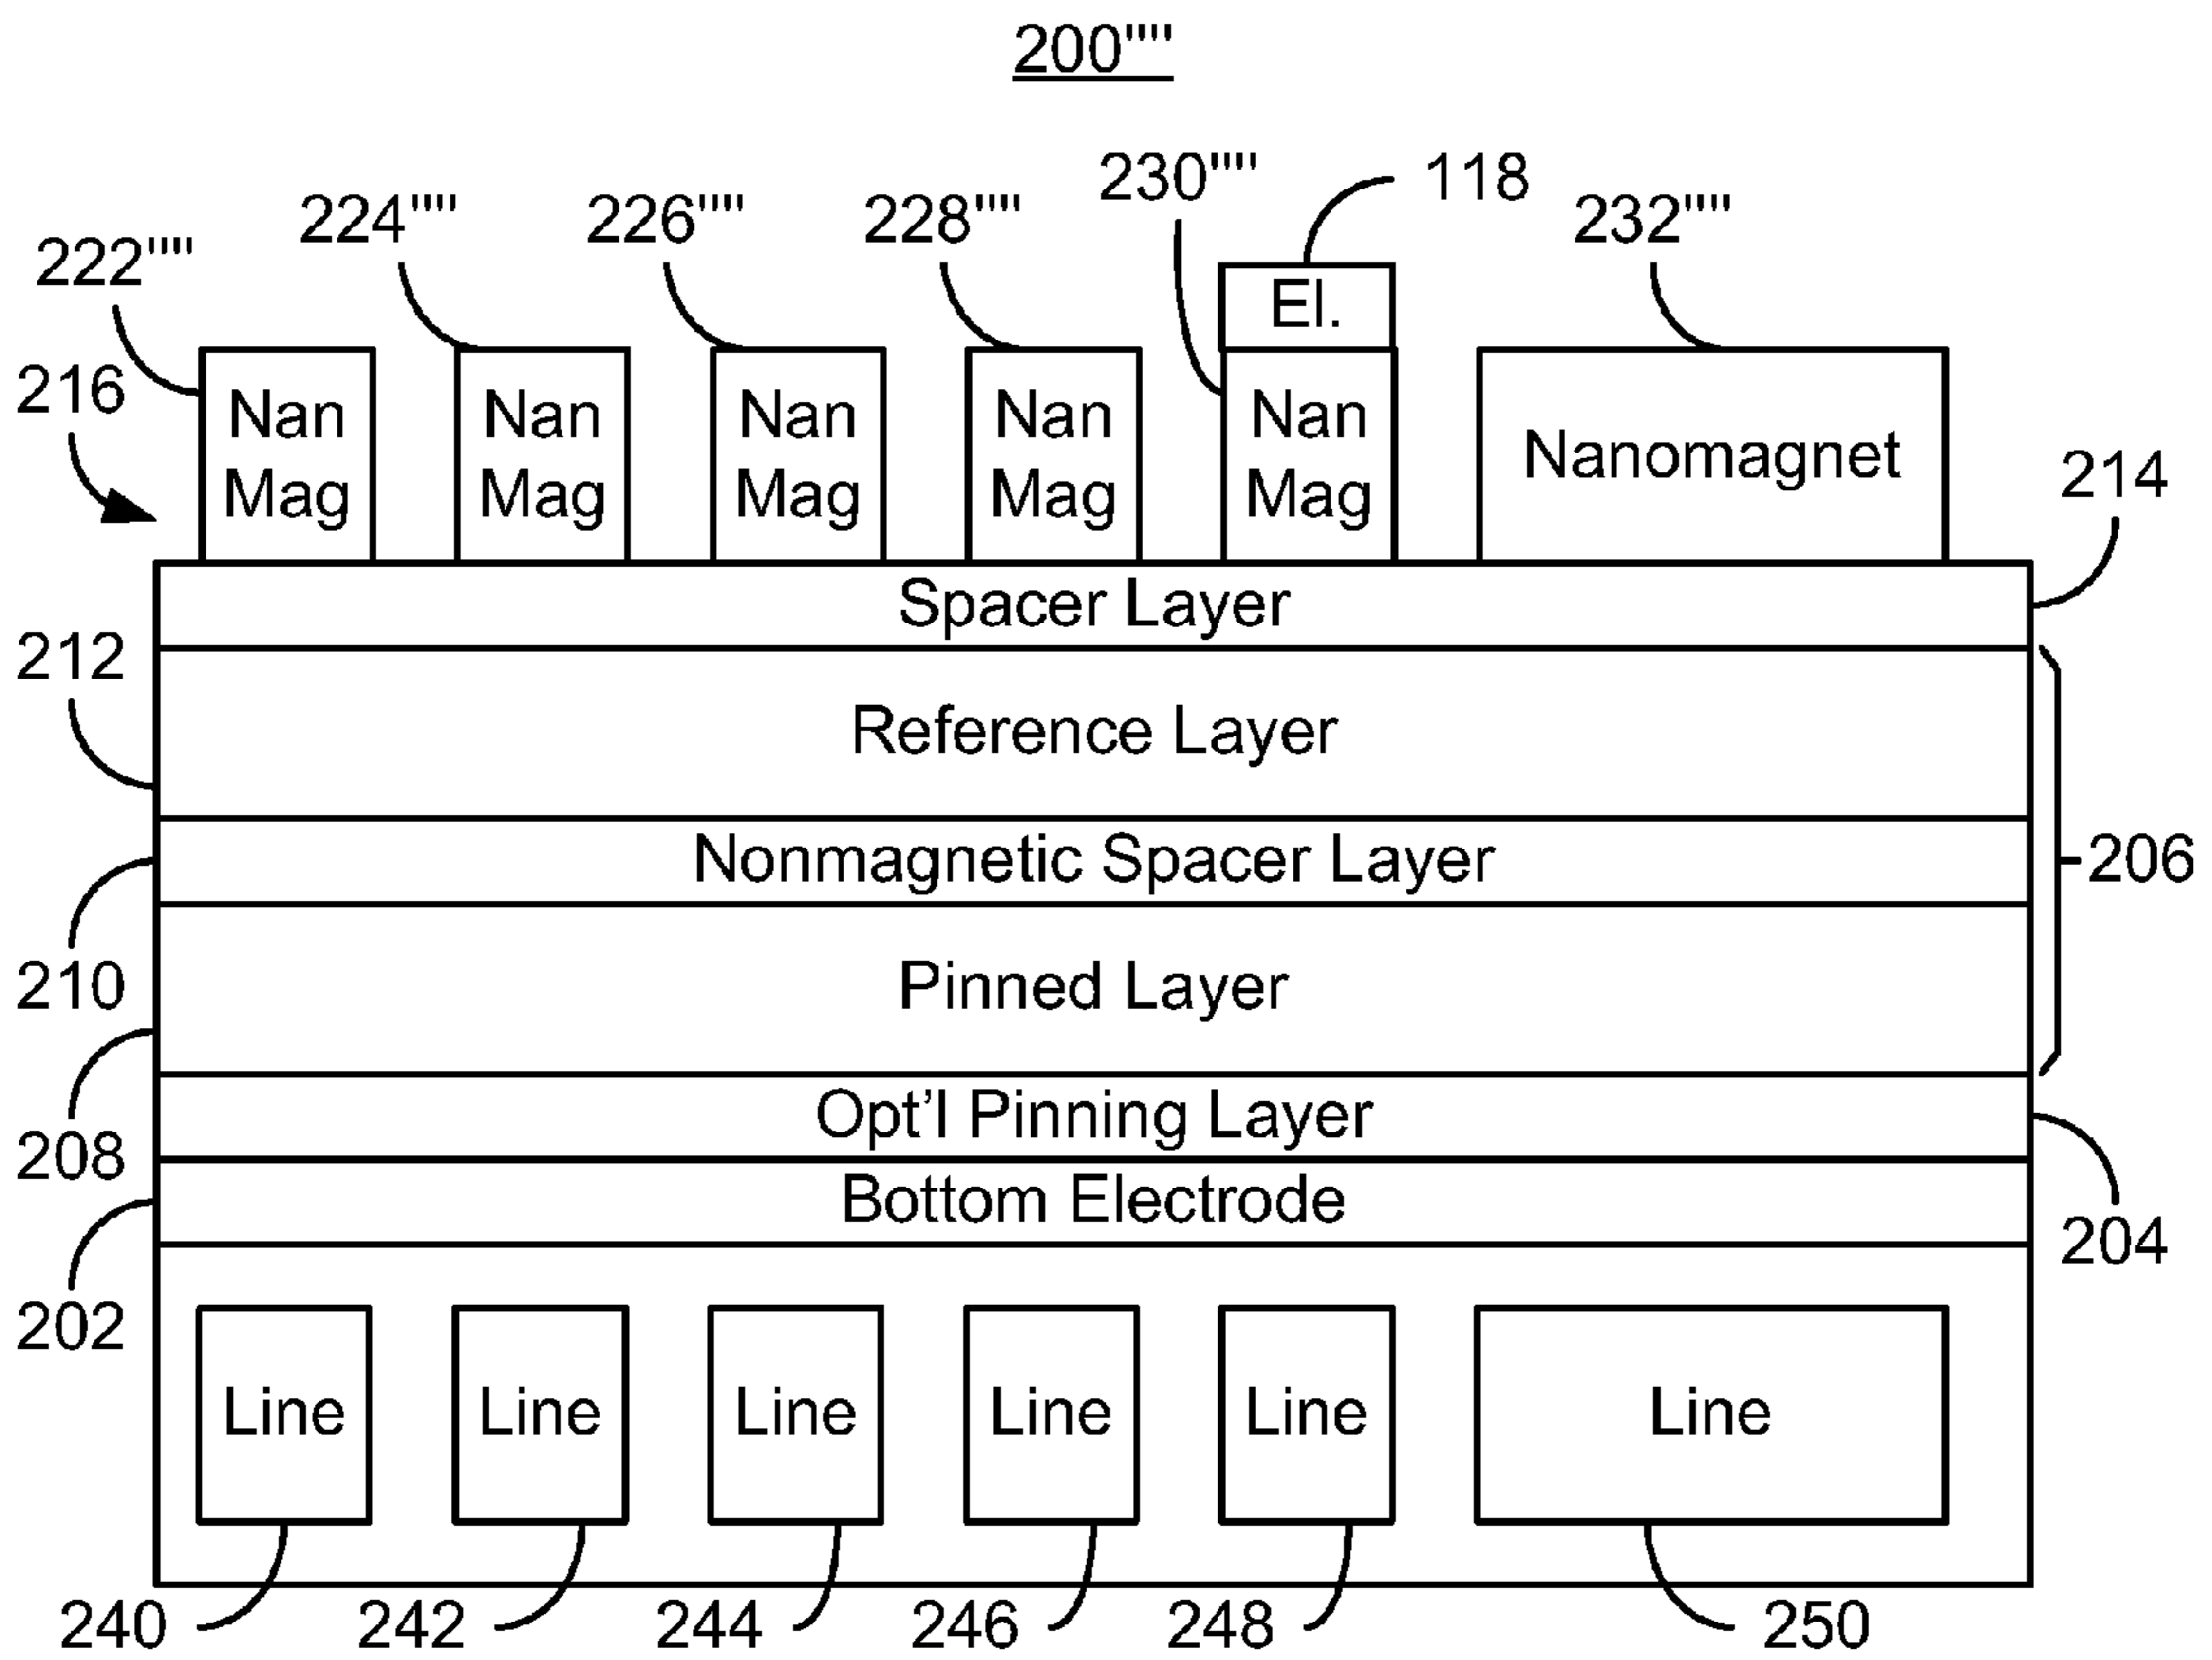 200""
118
230""
224""
226""
228""
232""
222""
El.
216
Nan
Mag
Nan
Mag
Nan
Mag
Nan
Mag
Nan
Mag
Nanomagnet
214
Spacer Layer
212
Reference Layer
Nonmagnetic Spacer Layer
206
210
Pinned Layer
Opt'l Pinning Layer
208
Bottom Electrode
204
202
Line
Line
Line
Line
Line
Line
240
242
244
246
248
250